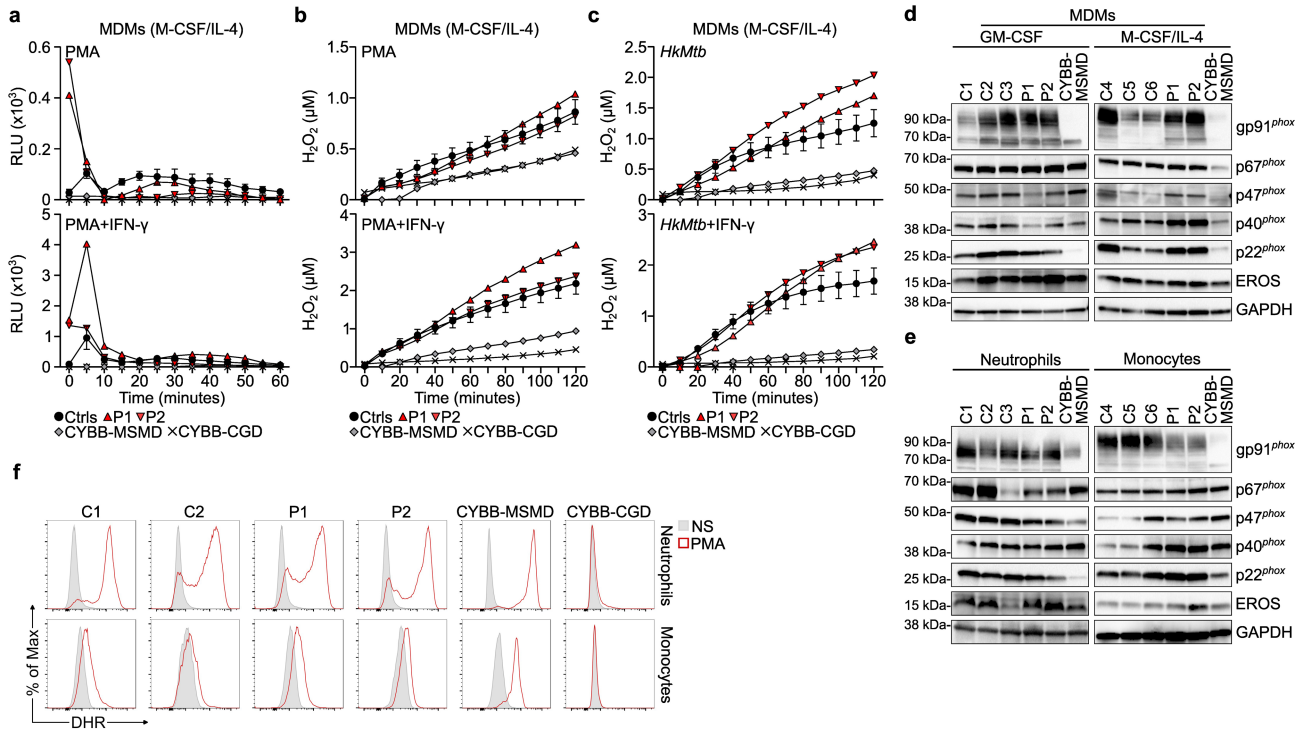 a
MDMs (M-CSF/IL-4)
PMA
RLU (x10³)
0.6
0.4
0.2
0
PMA+IFN-γ
RLU (x10³)
5
4
3
2
1
0
0 10 20 30 40 50 60
Time (minutes)
Ctrls P1 P2
CYBB-MSMD CYBB-CGD
b
MDMs (M-CSF/IL-4)
PMA
H₂O₂ (μM)
1.5
1.0
0.5
0
PMA+IFN-γ
H₂O₂ (μM)
4
3
2
1
0
0 20 40 60 80 100 120
Time (minutes)
Ctrls P1 P2
CYBB-MSMD CYBB-CGD
c
MDMs (M-CSF/IL-4)
HkMtb
H₂O₂ (μM)
2.5
2.0
1.5
1.0
0.5
0
HkMtb+IFN-γ
H₂O₂ (μM)
3
2
1
0
0 20 40 60 80 100 120
Time (minutes)
Ctrls P1 P2
CYBB-MSMD CYBB-CGD
d
MDMs
GM-CSF M-CSF/IL-4
C1 C2 C3 P1 P2 CYBB-MSMD C4 C5 C6 P1 P2 CYBB-MSMD
90 kDa- gp91phox
70 kDa-
70 kDa- p67phox
50 kDa- p47phox
38 kDa- p40phox
25 kDa- p22phox
15 kDa- EROS
38 kDa- GAPDH
e
Neutrophils Monocytes
C1 C2 C3 P1 P2 CYBB-MSMD C4 C5 C6 P1 P2 CYBB-MSMD
90 kDa- gp91phox
70 kDa-
70 kDa- p67phox
50 kDa- p47phox
38 kDa- p40phox
25 kDa- p22phox
15 kDa- EROS
38 kDa- GAPDH
f
C1 C2 P1 P2 CYBB-MSMD CYBB-CGD
NS
PMA
Neutrophils
Monocytes
% of Max
DHR